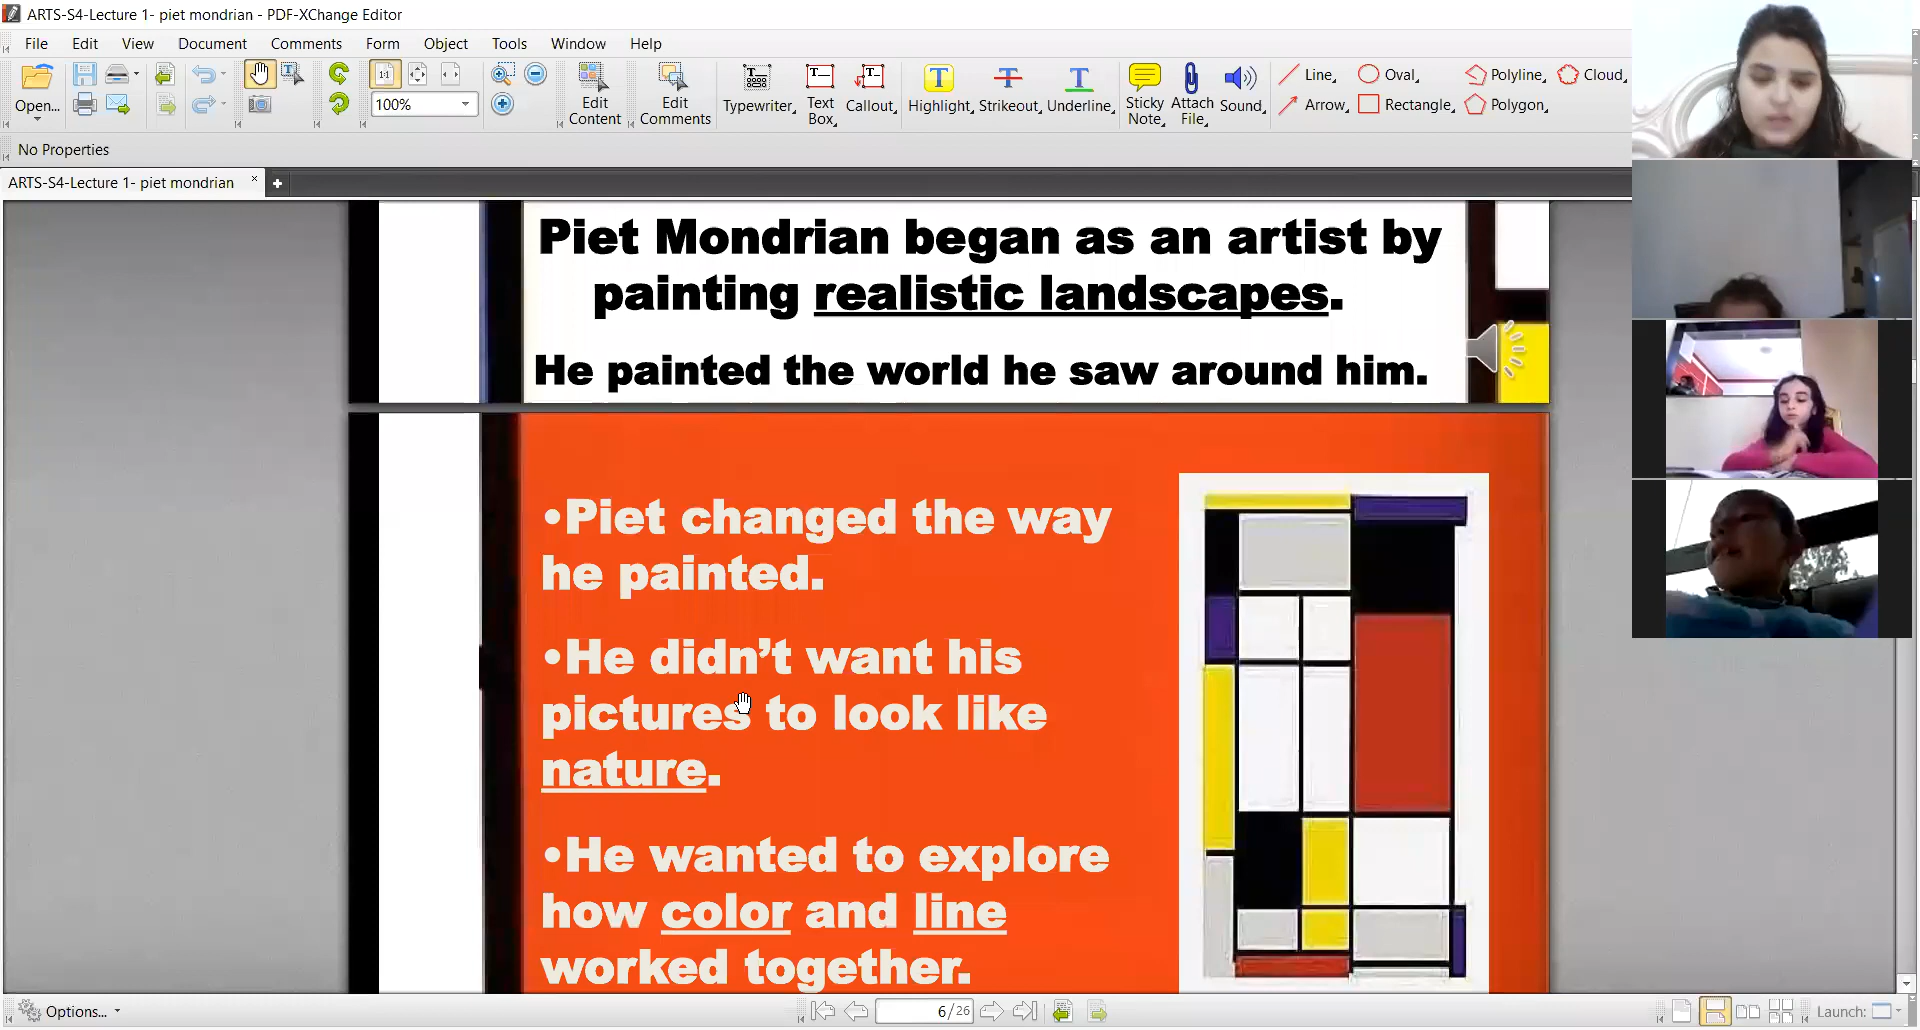 ARTS-S4-Lecture 1- piet mondrian - PDF-XChange Editor
File Edit View Document Comments Form Object Tools Window Help
Open...
1:1
100%
Edit
Content
Edit
Comments
Typewriter
Text
Box
Callout
Highlight
Strikeout
Underline
Sticky
Note
Attach
File
Sound
Line
Arrow
Oval
Rectangle
Polyline
Polygon
Cloud
No Properties
ARTS-S4-Lecture 1- piet mondrian
Piet Mondrian began as an artist by
painting realistic landscapes.
He painted the world he saw around him.
•Piet changed the way
he painted.
•He didn't want his
pictures to look like
nature.
•He wanted to explore
how color and line
worked together.
Options...
6/26
Launch: